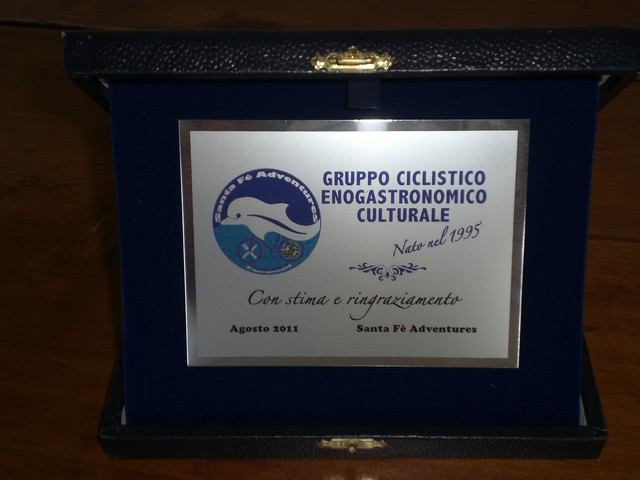 Santa Fè Adventures
GRUPPO CICLISTICO
ENOGASTRONOMICO
CULTURALE
Nato nel 1995
Con stima e ringraziamento
Agosto 2011 Santa Fè Adventures